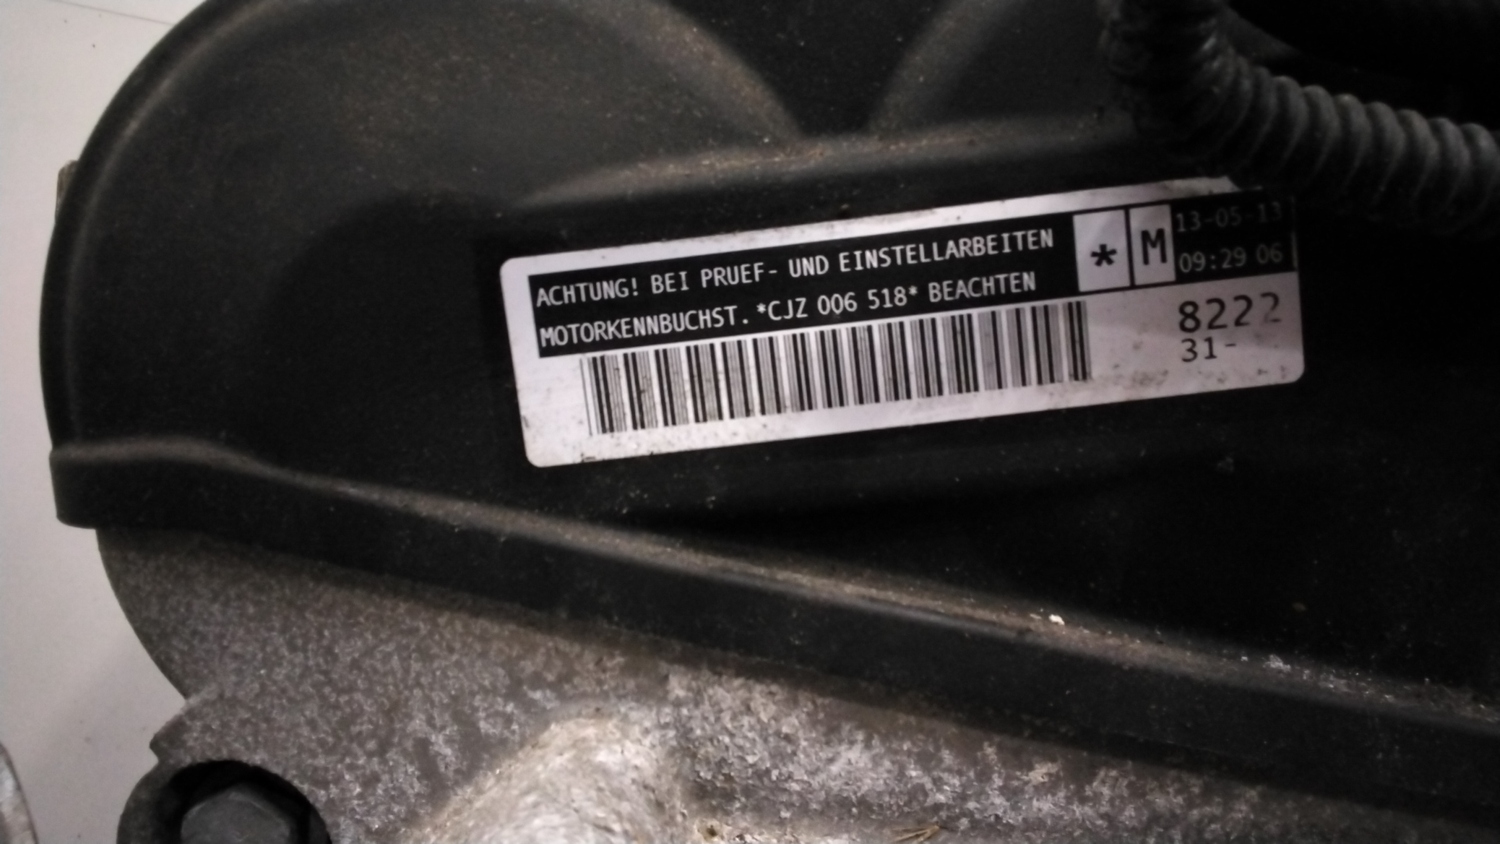 ACHTUNG! BEI PRUEF- UND EINSTELLARBEITEN
MOTORKENNBUCHST. *CJZ 006 518* BEACHTEN
* M
13-05-13
09:29 06
8222
31-